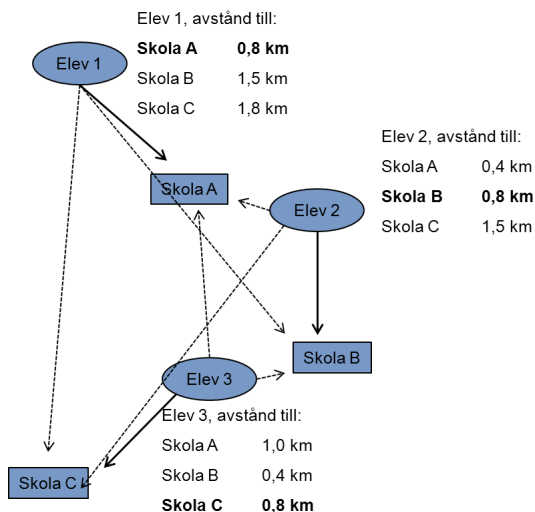 Elev 1, avstånd till:
Skola A 0,8 km
Elev 1
Skola B 1,5 km
Skola C 1,8 km
Elev 2, avstånd till:
Skola A 0,4 km
Skola A
Skola B 0,8 km
Elev 2
Skola C 1,5 km
Skola B
Elev 3
Elev 3, avstånd till:
Skola A 1,0 km
Skola B 0,4 km
Skola C
Skola C 0,8 km